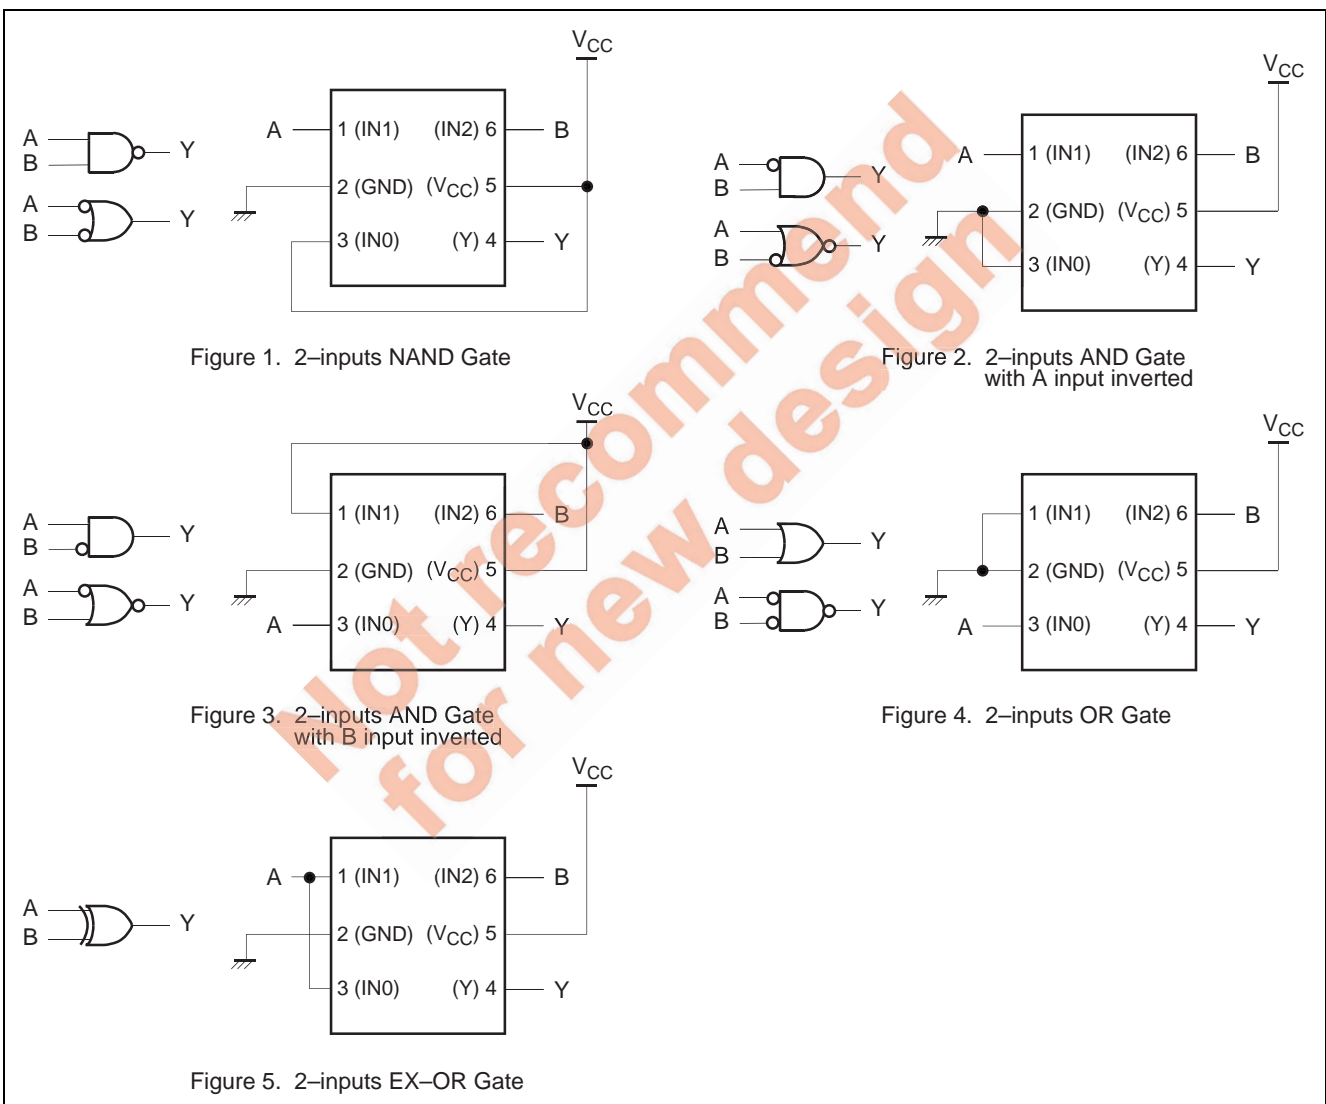 VCC
A
B
Y
A
B
Y
A
1 (IN1)
(IN2) 6
B
2 (GND)
(VCC) 5
3 (IN0)
(Y) 4
Y
Figure 1. 2–inputs NAND Gate
VCC
A
B
Y
A
B
Y
A
1 (IN1)
(IN2) 6
B
2 (GND)
(VCC) 5
3 (IN0)
(Y) 4
Y
Figure 2. 2–inputs AND Gate
with A input inverted
VCC
A
B
Y
A
B
Y
1 (IN1)
(IN2) 6
B
2 (GND)
(VCC) 5
A
3 (IN0)
(Y) 4
Y
Figure 3. 2–inputs AND Gate
with B input inverted
VCC
A
B
Y
A
B
Y
1 (IN1)
(IN2) 6
B
2 (GND)
(VCC) 5
A
3 (IN0)
(Y) 4
Y
Figure 4. 2–inputs OR Gate
VCC
A
B
Y
A
1 (IN1)
(IN2) 6
B
2 (GND)
(VCC) 5
3 (IN0)
(Y) 4
Y
Figure 5. 2–inputs EX–OR Gate
Not recommend
for new design